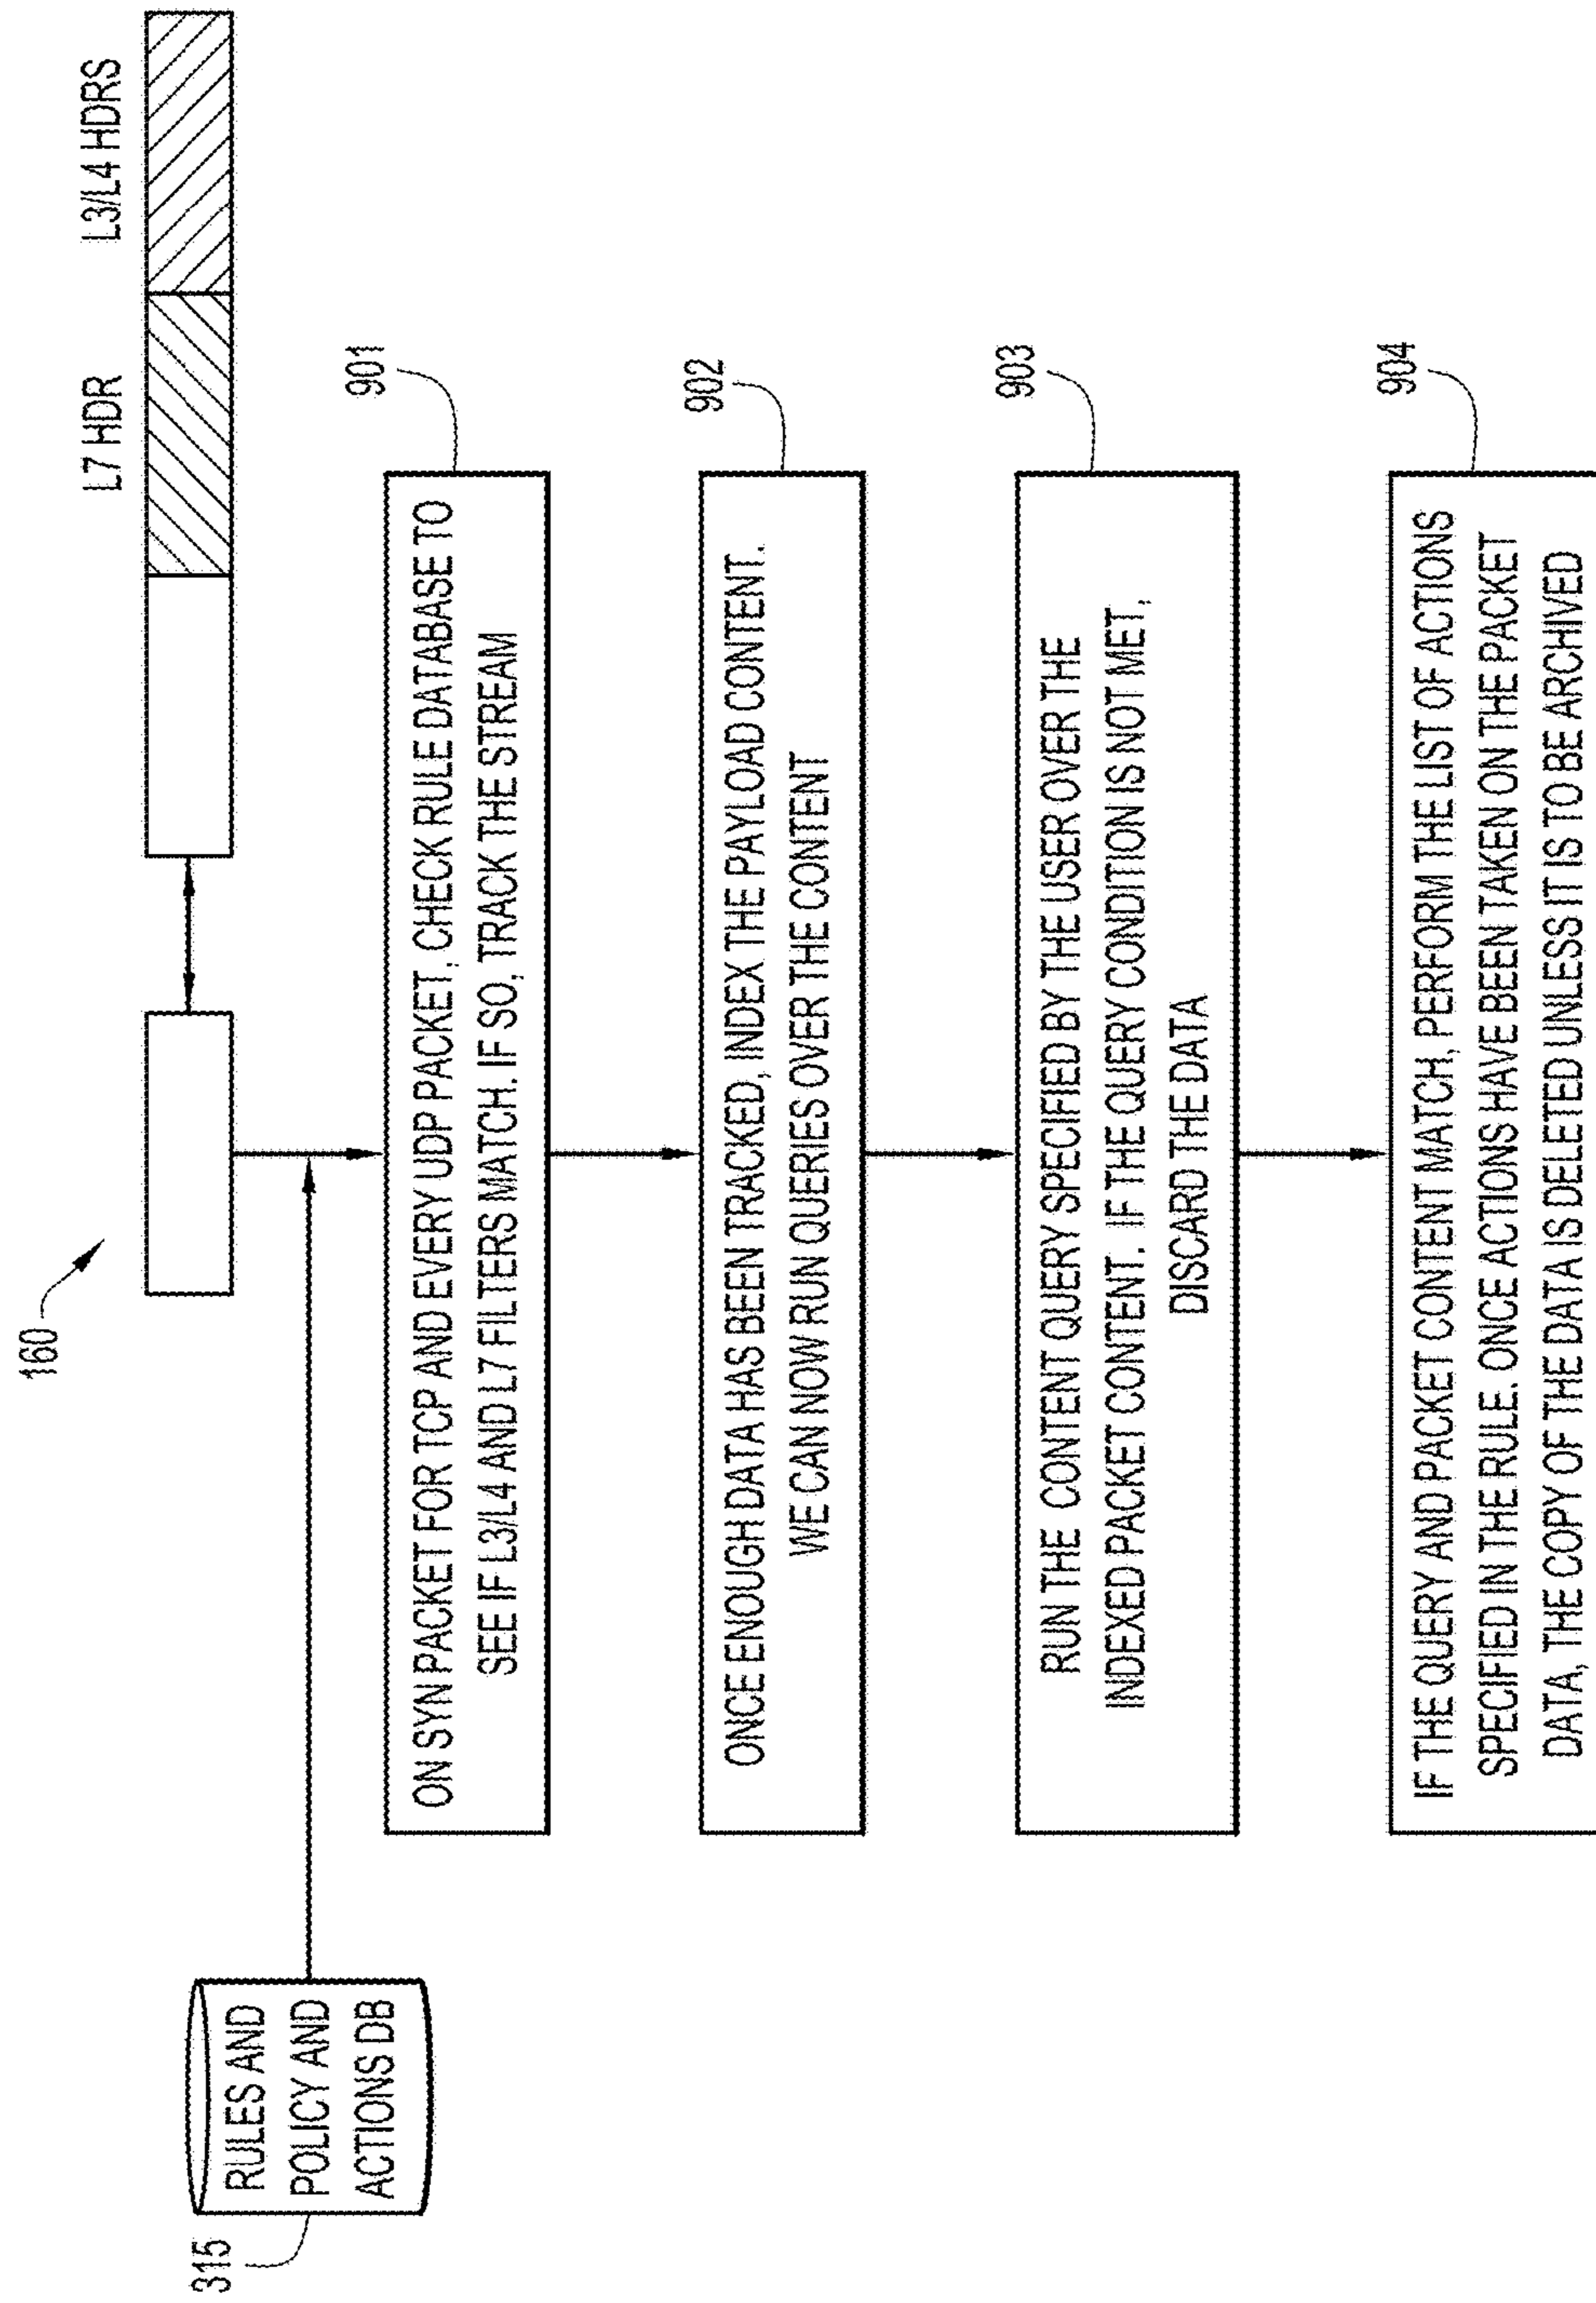 160
L7 HDR
L3/L4 HDRS
315
RULES AND
POLICY AND
ACTIONS DB
901
ON SYN PACKET FOR TCP AND EVERY UDP PACKET, CHECK RULE DATABASE TO
SEE IF L3/L4 AND L7 FILTERS MATCH. IF SO, TRACK THE STREAM
902
ONCE ENOUGH DATA HAS BEEN TRACKED, INDEX THE PAYLOAD CONTENT.
WE CAN NOW RUN QUERIES OVER THE CONTENT
903
RUN THE CONTENT QUERY SPECIFIED BY THE USER OVER THE
INDEXED PACKET CONTENT. IF THE QUERY CONDITION IS NOT MET,
DISCARD THE DATA
904
IF THE QUERY AND PACKET CONTENT MATCH, PERFORM THE LIST OF ACTIONS
SPECIFIED IN THE RULE. ONCE ACTIONS HAVE BEEN TAKEN ON THE PACKET
DATA, THE COPY OF THE DATA IS DELETED UNLESS IT IS TO BE ARCHIVED